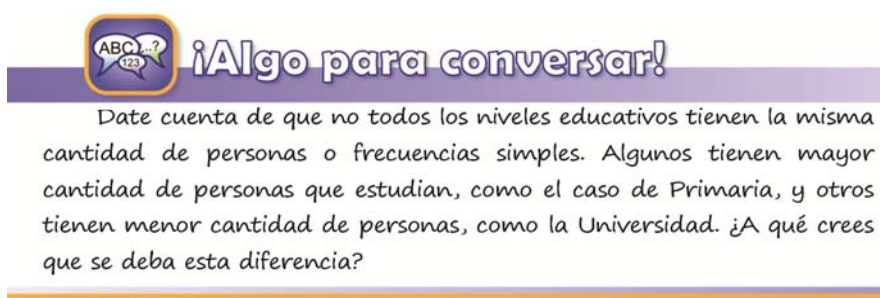 ABC
...?
123
¡Algo para conversar!
Date cuenta de que no todos los niveles educativos tienen la misma
cantidad de personas o frecuencias simples. Algunos tienen mayor
cantidad de personas que estudian, como el caso de Primaria, y otros
tienen menor cantidad de personas, como la Universidad. ¿A qué crees
que se deba esta diferencia?